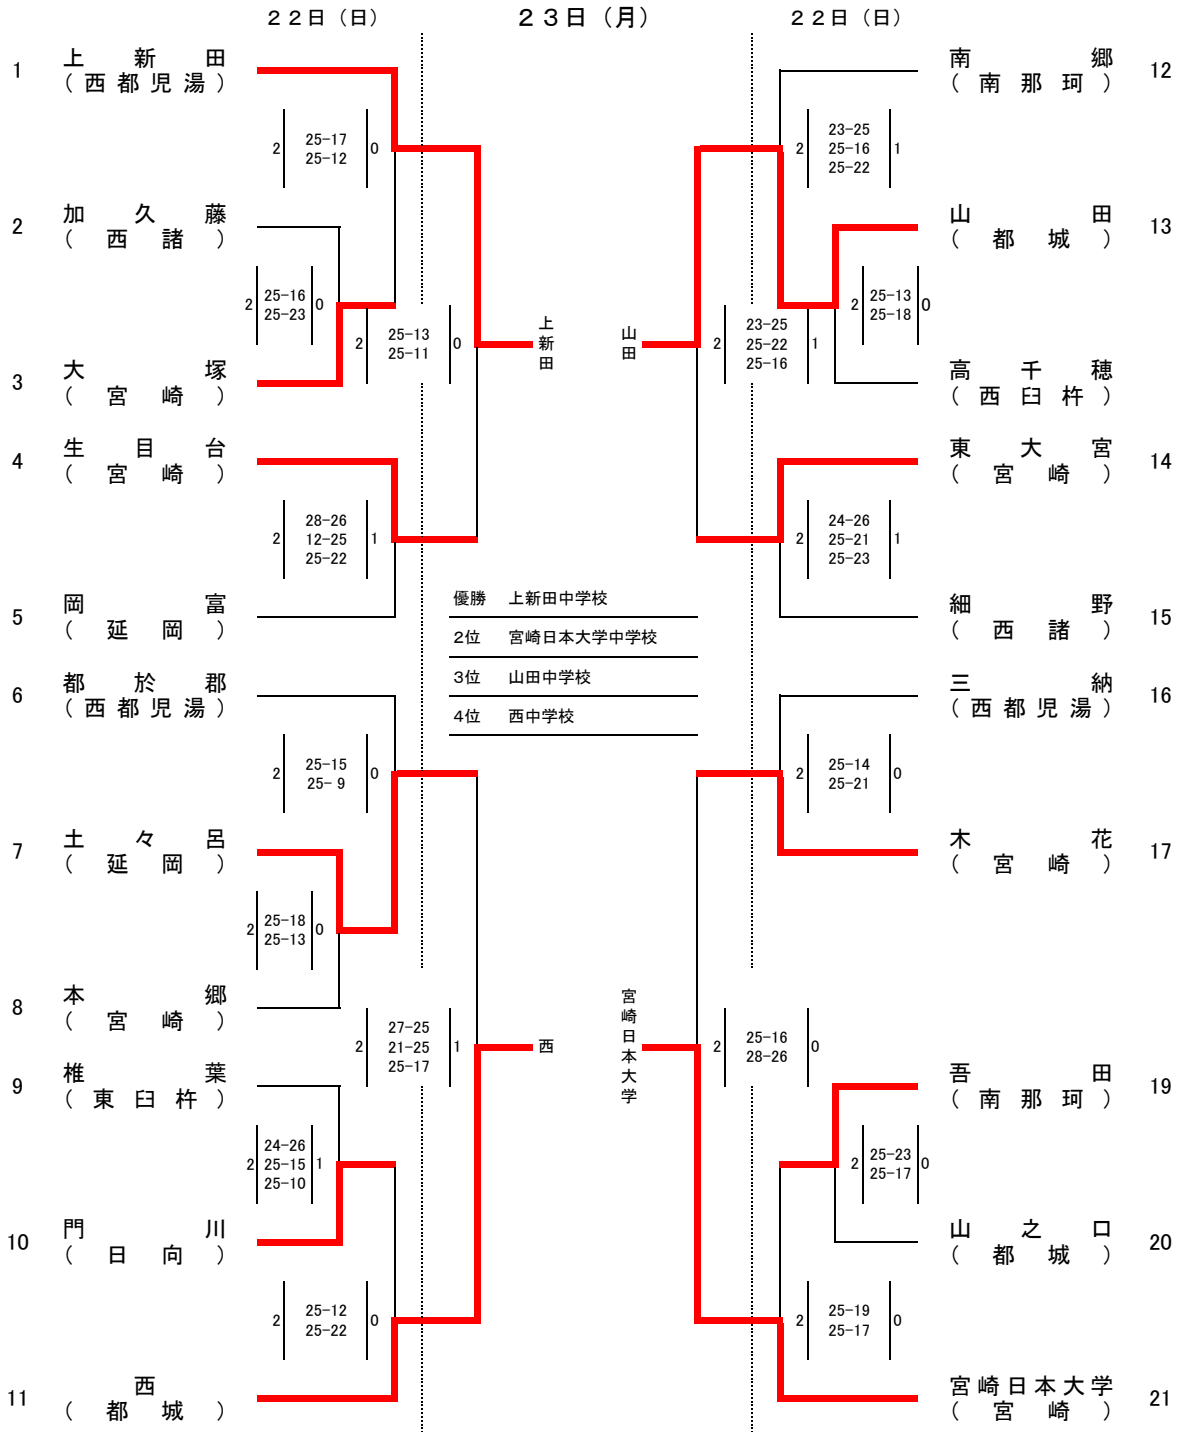 ２２日（日）
２３日（月）
２２日（日）
1 上新田
（西都児湯）
2 25-17 0
25-12
2 加久藤
（西諸）
2 25-16 0
25-23
3 大塚
（宮崎）
2 25-13 0
25-11
上新田
4 生目台
（宮崎）
2 28-26 1
12-25
25-22
5 岡富
（延岡）
6 都於郡
（西都児湯）
2 25-15 0
25- 9
7 土々呂
（延岡）
2 25-18 0
25-13
8 本郷
（宮崎）
2 27-25 1
21-25
25-17
西
9 椎葉
（東臼杵）
2 24-26 1
25-15
25-10
10 門川
（日向）
2 25-12 0
25-22
11 西
（都城）
優勝 上新田中学校
2位 宮崎日本大学中学校
3位 山田中学校
4位 西中学校
南郷 12
（南那珂）
2 23-25 1
25-16
25-22
山田 13
（都城）
2 25-13 0
25-18
山田
2 23-25 1
25-22
25-16
高千穂
（西臼杵）
東大宮 14
（宮崎）
2 24-26 1
25-21
25-23
細野 15
（西諸）
三納 16
（西都児湯）
2 25-14 0
25-21
木花 17
（宮崎）
宮崎日本大学
2 25-16 0
28-26
吾田 19
（南那珂）
2 25-23 0
25-17
山之口 20
（都城）
2 25-19 0
25-17
宮崎日本大学 21
（宮崎）